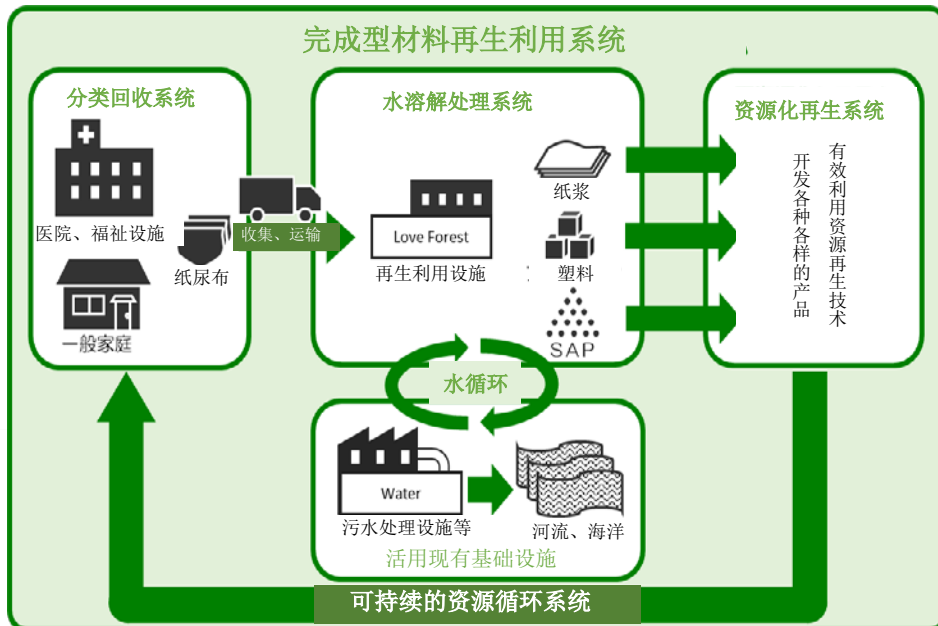 完成型材料再生利用系统
分类回收系统
医院、福祉设施
纸尿布
一般家庭
收集、运输
水溶解处理系统
Love Forest
再生利用设施
纸浆
塑料
SAP
资源化再生系统
有效利用资源再生技术
开发各种各样的产品
水循环
Water
污水处理设施等
河流、海洋
活用现有基础设施
可持续的资源循环系统